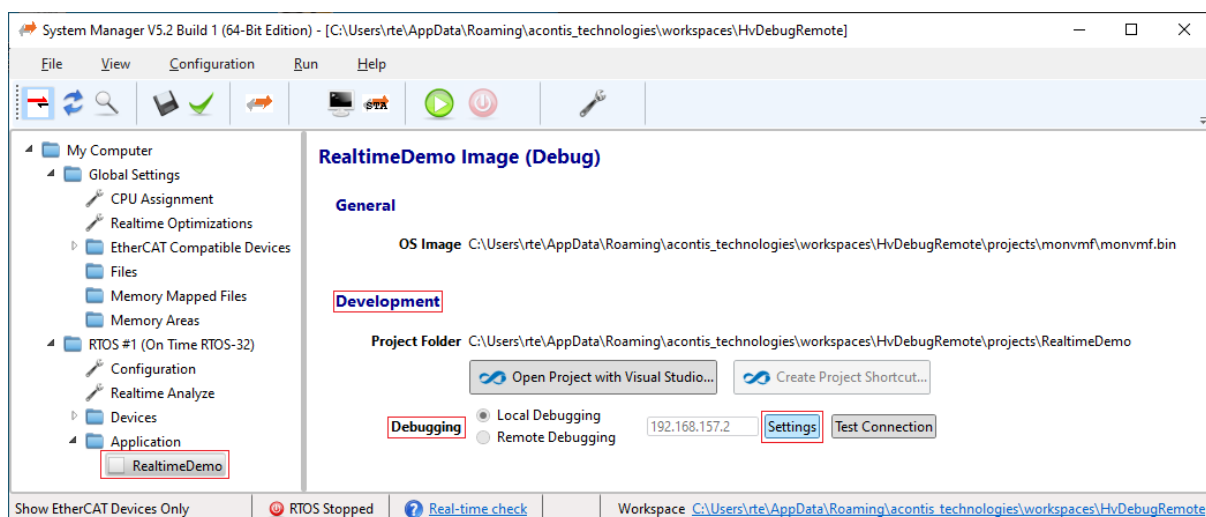 System Manager V5.2 Build 1 (64-Bit Edition) - [C:\Users\rte\AppData\Roaming\acontis_technologies\workspaces\HvDebugRemote]
File View Configuration Run Help
STA
My Computer
Global Settings
CPU Assignment
Realtime Optimizations
EtherCAT Compatible Devices
Files
Memory Mapped Files
Memory Areas
RTOS #1 (On Time RTOS-32)
Configuration
Realtime Analyze
Devices
Application
RealtimeDemo
RealtimeDemo Image (Debug)
General
OS Image C:\Users\rte\AppData\Roaming\acontis_technologies\workspaces\HvDebugRemote\projects\monvmf\monvmf.bin
Development
Project Folder C:\Users\rte\AppData\Roaming\acontis_technologies\workspaces\HvDebugRemote\projects\RealtimeDemo
Open Project with Visual Studio... Create Project Shortcut...
Debugging Local Debugging 192.168.157.2 Settings Test Connection
Remote Debugging
Show EtherCAT Devices Only RTOS Stopped ? Real-time check Workspace C:\Users\rte\AppData\Roaming\acontis_technologies\workspaces\HvDebugRemote